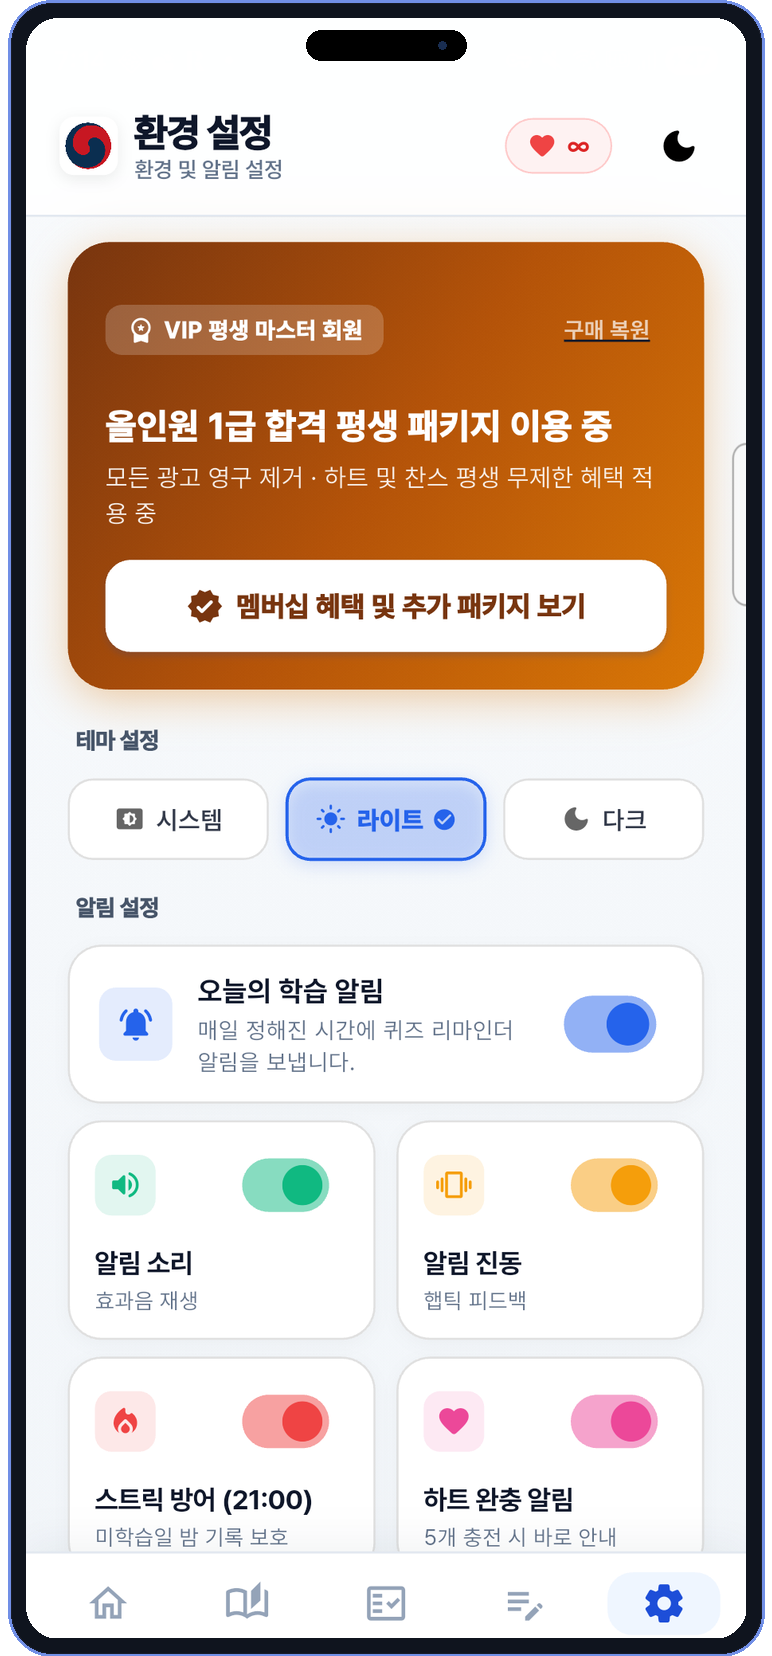 환경 설정
환경 및 알림 설정
∞
VIP 평생 마스터 회원
구매 복원
올인원 1급 합격 평생 패키지 이용 중
모든 광고 영구 제거 · 하트 및 찬스 평생 무제한 혜택 적
용 중
멤버십 혜택 및 추가 패키지 보기
테마 설정
시스템
라이트
다크
알림 설정
오늘의 학습 알림
매일 정해진 시간에 퀴즈 리마인더
알림을 보냅니다.
알림 소리
효과음 재생
알림 진동
햅틱 피드백
스트릭 방어 (21:00)
미학습일 밤 기록 보호
하트 완충 알림
5개 충전 시 바로 안내